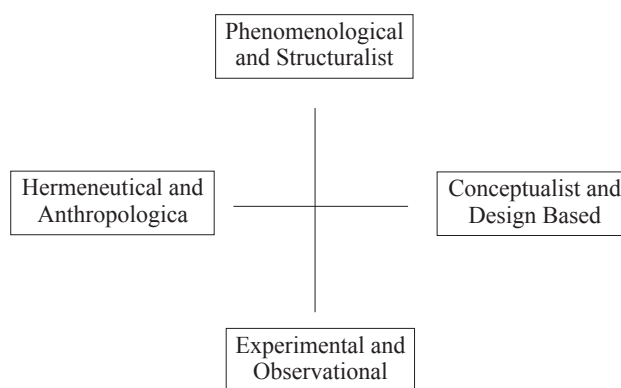 Phenomenological
and Structuralist
Hermeneutical and
Anthropologica
Conceptualist and
Design Based
Experimental and
Observational